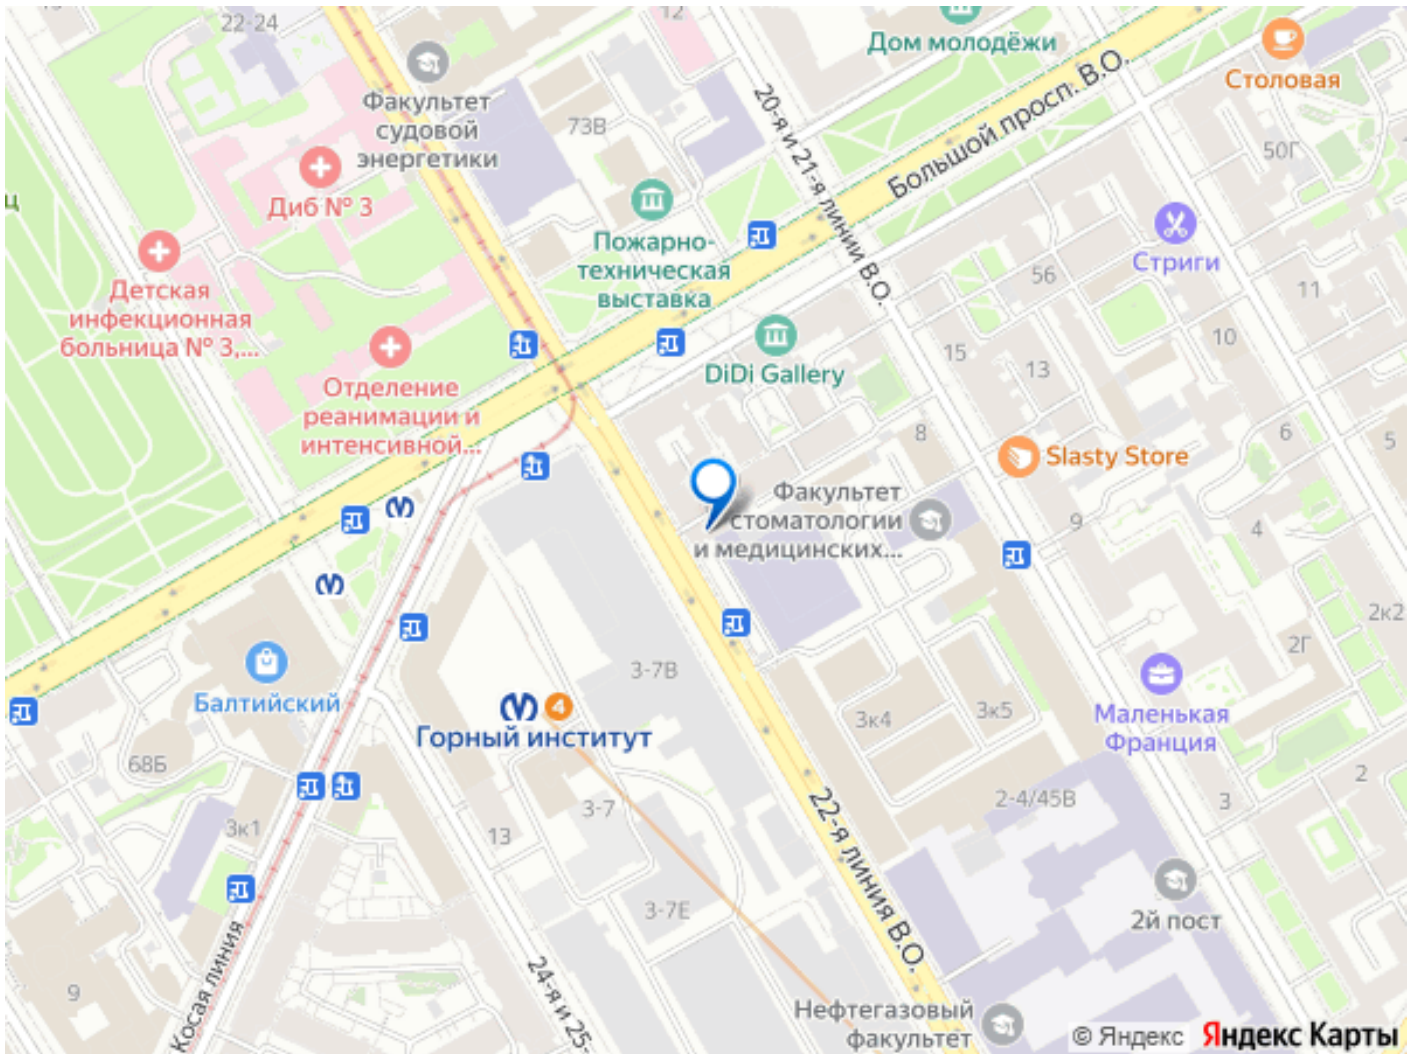 22-24
12
Дом молодёжи
Столовая
Факультет
судовой
энергетики
73В
20-я и 21-я линии В.О.
Большой просп. В.О.
50Г
Диб № 3
ц
Пожарно-
техническая
выставка
Стриги
56
11
Детская
инфекционная
больница № 3,...
10
15
13
DiDi Gallery
Отделение
реанимации и
интенсивной...
8
6
5
Slasty Store
Факультет
стоматологии
и медицинских...
9
4
2к2
2Г
3-7В
Балтийский
4
Горный институт
3к4
3к5
Маленькая
Франция
68Б
3-7
2-4/45В
2
3
3к1
13
22-я линия В.О.
3-7Е
2й пост
Косая линия
9
24-я и 25-
Нефтегазовый
факультет
© Яндекс Яндекс Карты